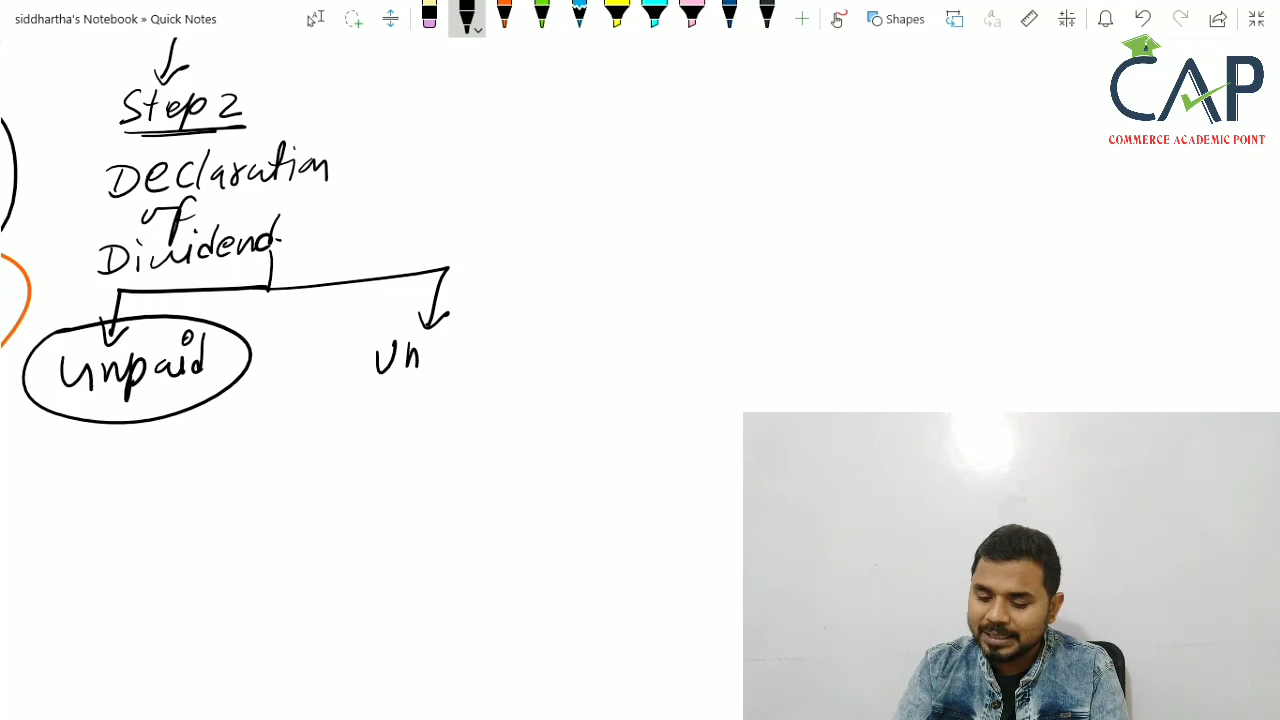 siddhartha's Notebook » Quick Notes
Shapes
CAP
COMMERCE ACADEMIC POINT
Step 2
Declaration
of
Dividend
unpaid
Un